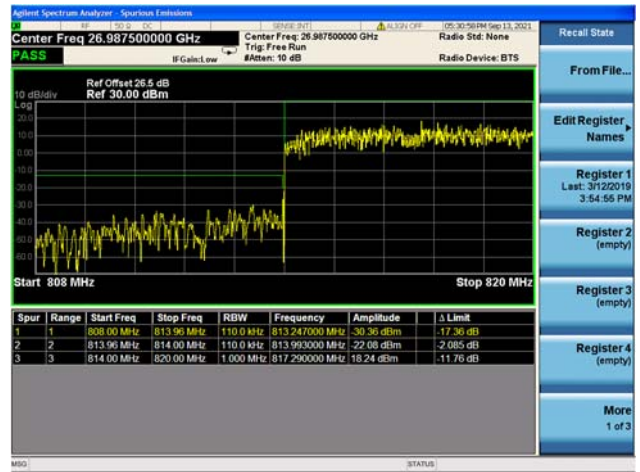 Agilent Spectrum Analyzer - Spurious Emissions
RF 50 Ω DC SENSE:INT ALIGN OFF 05:30:58 PM Sep 13, 2021
Center Freq 26.987500000 GHz
Center Freq: 26.987500000 GHz
Radio Std: None
Trig: Free Run
PASS
IFGain:Low
#Atten: 10 dB
Radio Device: BTS
Ref Offset 26.5 dB
10 dB/div Ref 30.00 dBm
Log
20.0
10.0
0.00
-10.0
-20.0
-30.0
-40.0
-50.0
-60.0
Start 808 MHz Stop 820 MHz
Spur Range Start Freq Stop Freq RBW Frequency Amplitude Δ Limit
1 1 808.00 MHz 813.96 MHz 110.0 kHz 813.247000 MHz -30.36 dBm -17.36 dB
2 2 813.96 MHz 814.00 MHz 110.0 kHz 813.993000 MHz -22.08 dBm -2.085 dB
3 3 814.00 MHz 820.00 MHz 1.000 MHz 817.290000 MHz 18.24 dBm -11.76 dB
MSG STATUS
Recall State
From File...
Edit Register
Names
Register 1
Last: 3/12/2019
3:54:55 PM
Register 2
(empty)
Register 3
(empty)
Register 4
(empty)
More
1 of 3